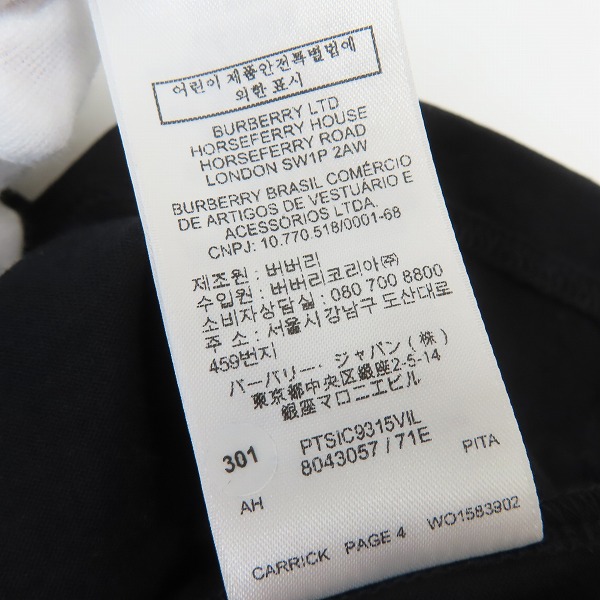 어린이 제품안전특별법에
의한 표시
BURBERRY LTD
HORSEFERRY HOUSE
HORSEFERRY ROAD
LONDON SW1P 2AW
BURBERRY BRASIL COMÉRCIO
DE ARTIGOS DE VESTUÁRIO E
ACESSÓRIOS LTDA.
CNPJ: 10.770.518/0001-68
제조원 : 버버리
수입원 : 버버리코리아(주)
소비자상담실 : 080 700 8800
주 소 : 서울시 강남구 도산대로
459번지
バーバリー・ジャパン(株)
東京都中央区銀座2-5-14
銀座マロニエビル
301 PTSIC9315VIL
8043057 / 71E PITA
AH
CARRICK PAGE 4 WO1583902